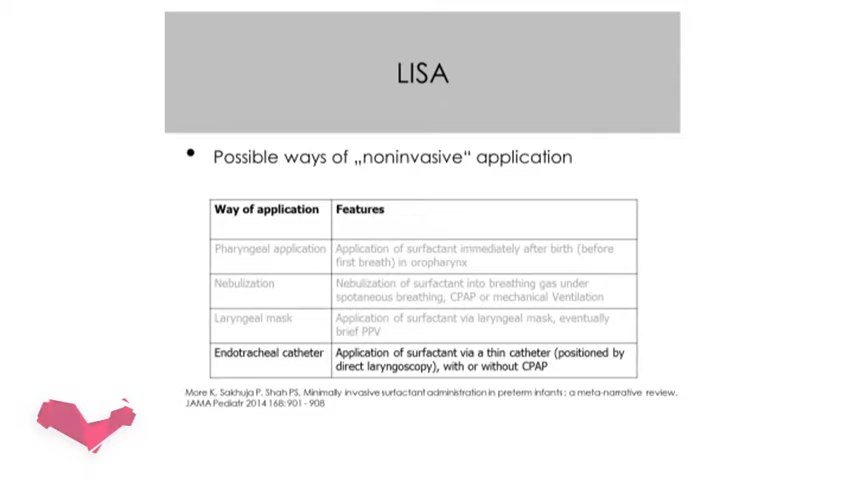 LISA
• Possible ways of „noninvasive“ application
Way of application Features
Pharyngeal application Application of surfactant immediately after birth (before
first breath) in oropharynx
Nebulization Nebulization of surfactant into breathing gas under
spotaneous breathing, CPAP or mechanical Ventilation
Laryngeal mask Application of surfactant via laryngeal mask, eventually
brief PPV
Endotracheal catheter Application of surfactant via a thin catheter (positioned by
direct laryngoscopy), with or without CPAP
More K, Sakhuja P, Shah PS. Minimally invasive surfactant administration in preterm infants: a meta-narrative review.
JAMA Pediatr 2014 168: 901 - 908